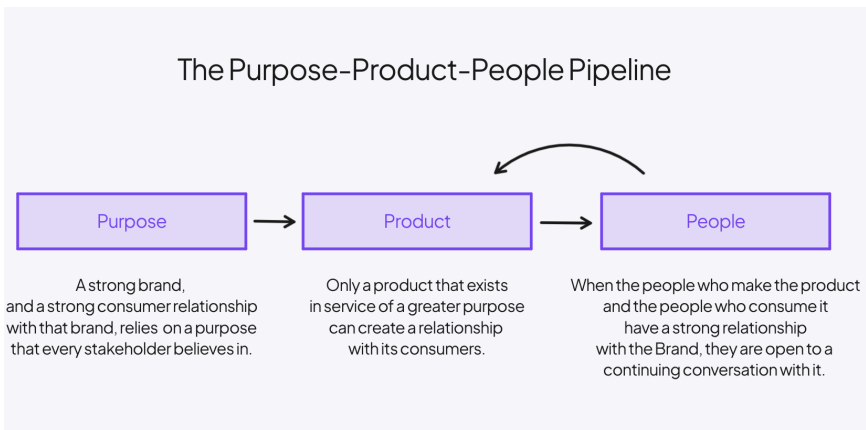 The Purpose-Product-People Pipeline
Purpose
A strong brand,
and a strong consumer relationship
with that brand, relies on a purpose
that every stakeholder believes in.
Product
Only a product that exists
in service of a greater purpose
can create a relationship
with its consumers.
People
When the people who make the product
and the people who consume it
have a strong relationship
with the Brand, they are open to a
continuing conversation with it.